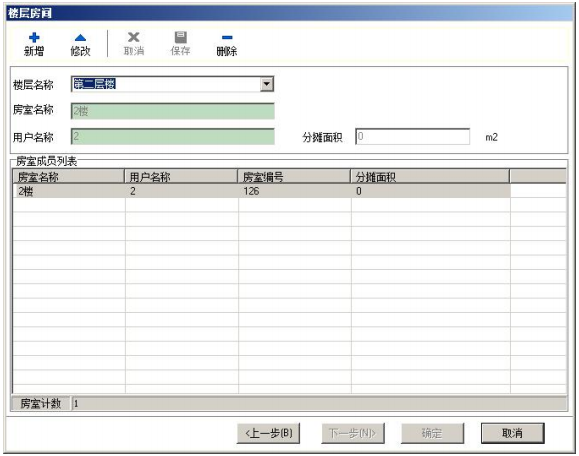 楼层房间
新增 修改 取消 保存 删除
楼层名称 第二层楼
房室名称 2楼
用户名称 2 分摊面积 0 m2
房室成员列表
房室名称 用户名称 房室编号 分摊面积
2楼 2 126 0
房室计数 1
<上一步(B) 下一步(N)> 确定 取消